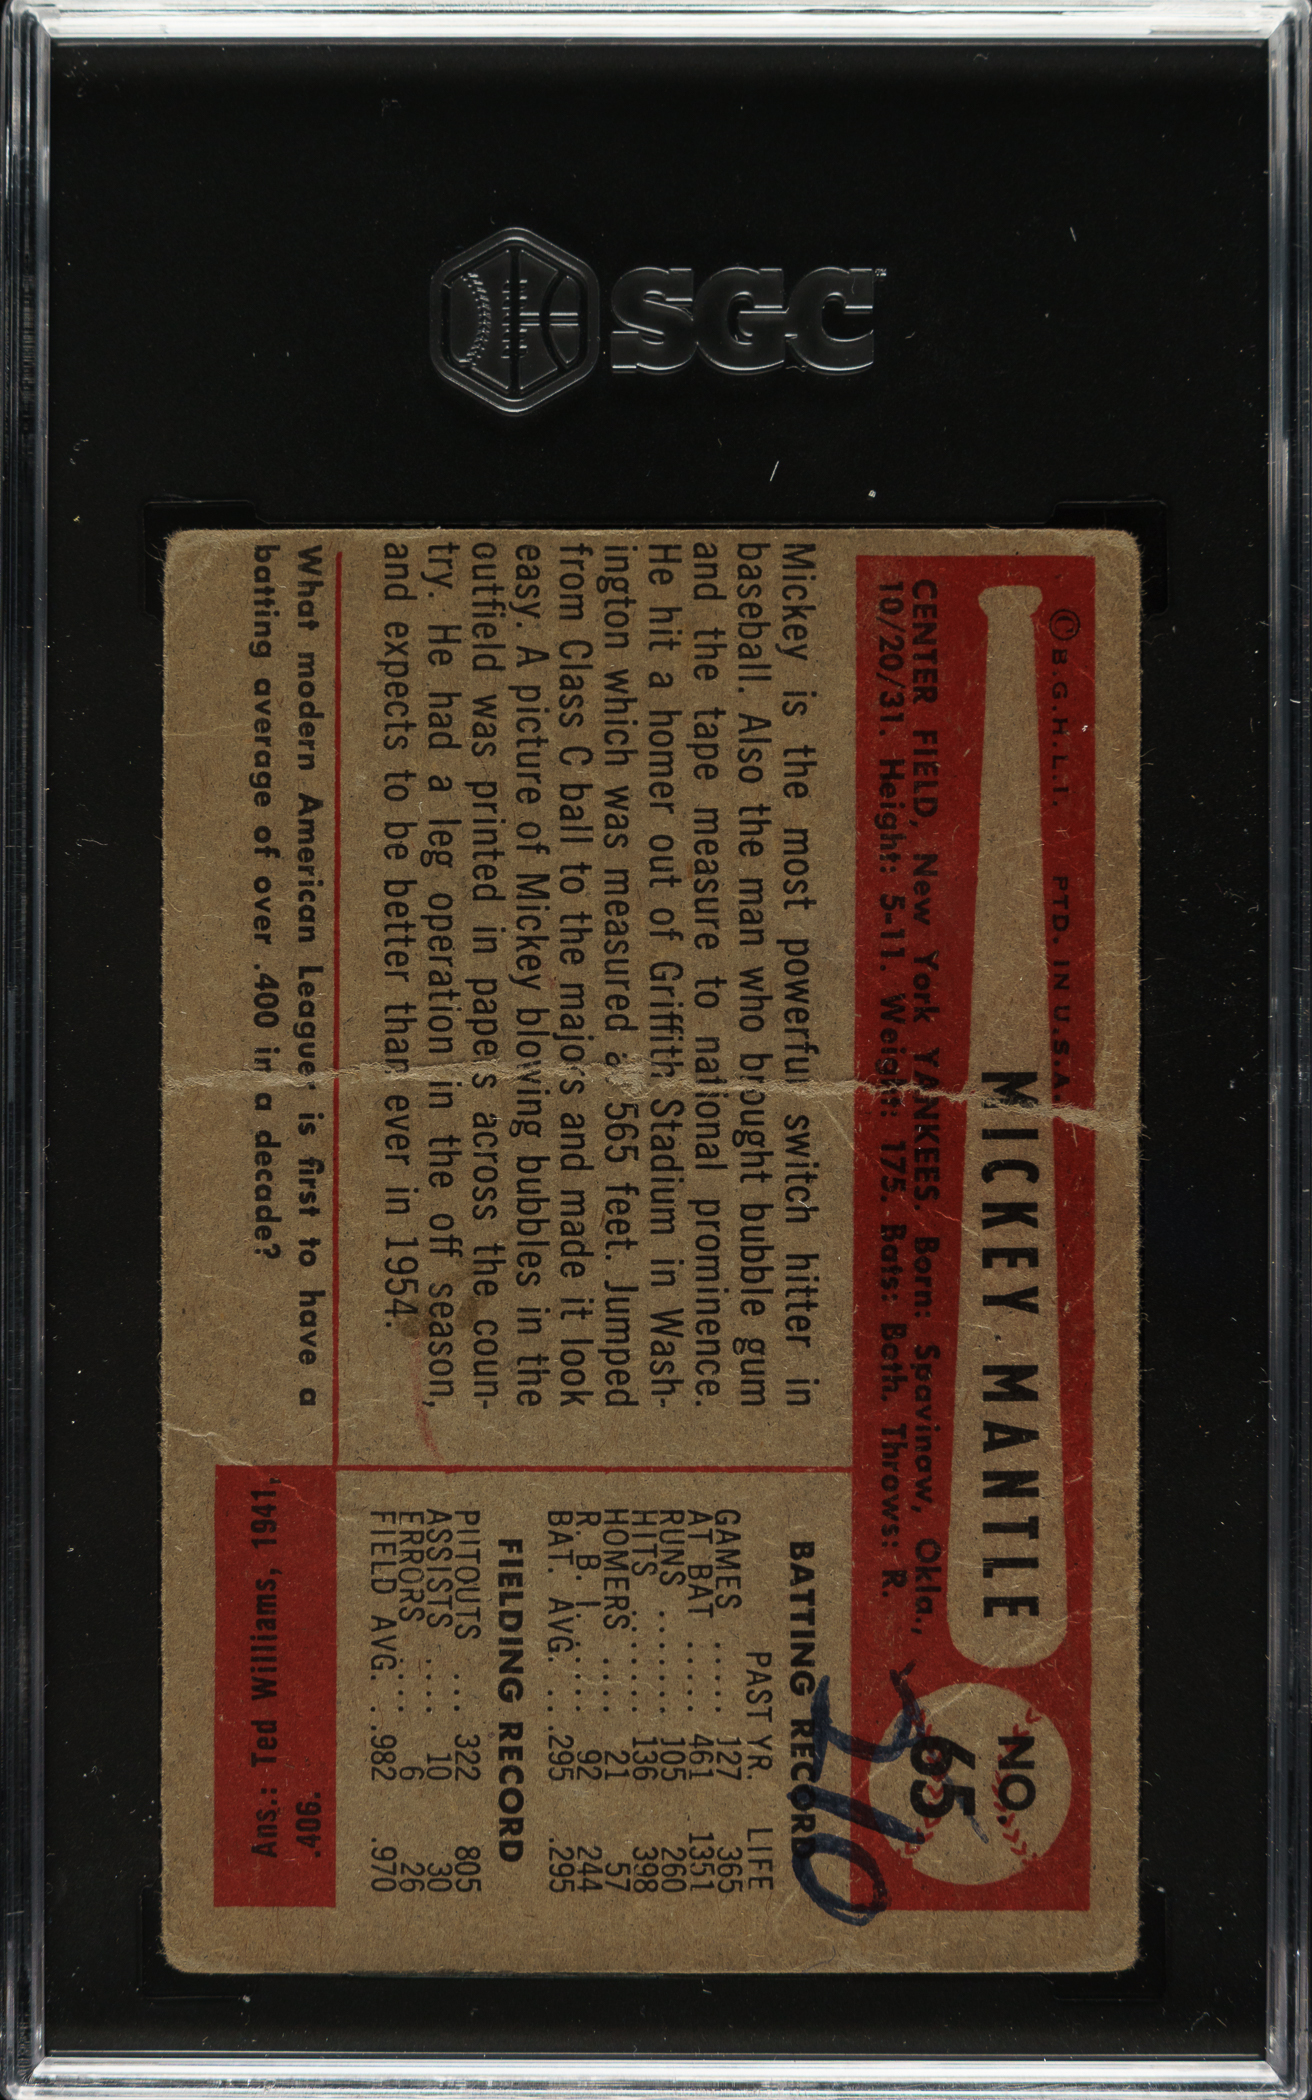 SGC
© B.G.H.L.I. PTD. IN U.S.A.
MICKEY MANTLE
NO.
65
CENTER FIELD, New York YANKEES. Born: Spavinaw, Okla.,
10/20/31. Height: 5-11. Weight: 175. Bats: Both. Throws: R.
Mickey is the most powerful switch hitter in
baseball. Also the man who brought bubble gum
and the tape measure to national prominence.
He hit a homer out of Griffith Stadium in Wash-
ington which was measured at 565 feet. Jumped
from Class C ball to the majors and made it look
easy. A picture of Mickey blowing bubbles in the
outfield was printed in papers across the coun-
try. He had a leg operation in the off season,
and expects to be better than ever in 1954.
BATTING RECORD
PAST YR. LIFE
GAMES ..... 127 365
AT BAT ..... 461 1351
RUNS ...... 105 260
HITS ....... 136 398
HOMERS ..... 21 57
R. B. I. ..... 92 244
BAT. AVG. .. .295 .295
FIELDING RECORD
PUTOUTS .. 322 805
ASSISTS .... 10 30
ERRORS .... 6 26
FIELD AVG. . .982 .970
What modern American Leaguer is first to have a
batting average of over .400 in a decade?
Ans.: Ted Williams, 1941,
.406.